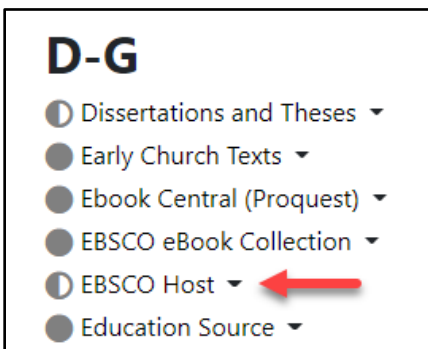 D-G
Dissertations and Theses
Early Church Texts
Ebook Central (Proquest)
EBSCO eBook Collection
EBSCO Host
Education Source